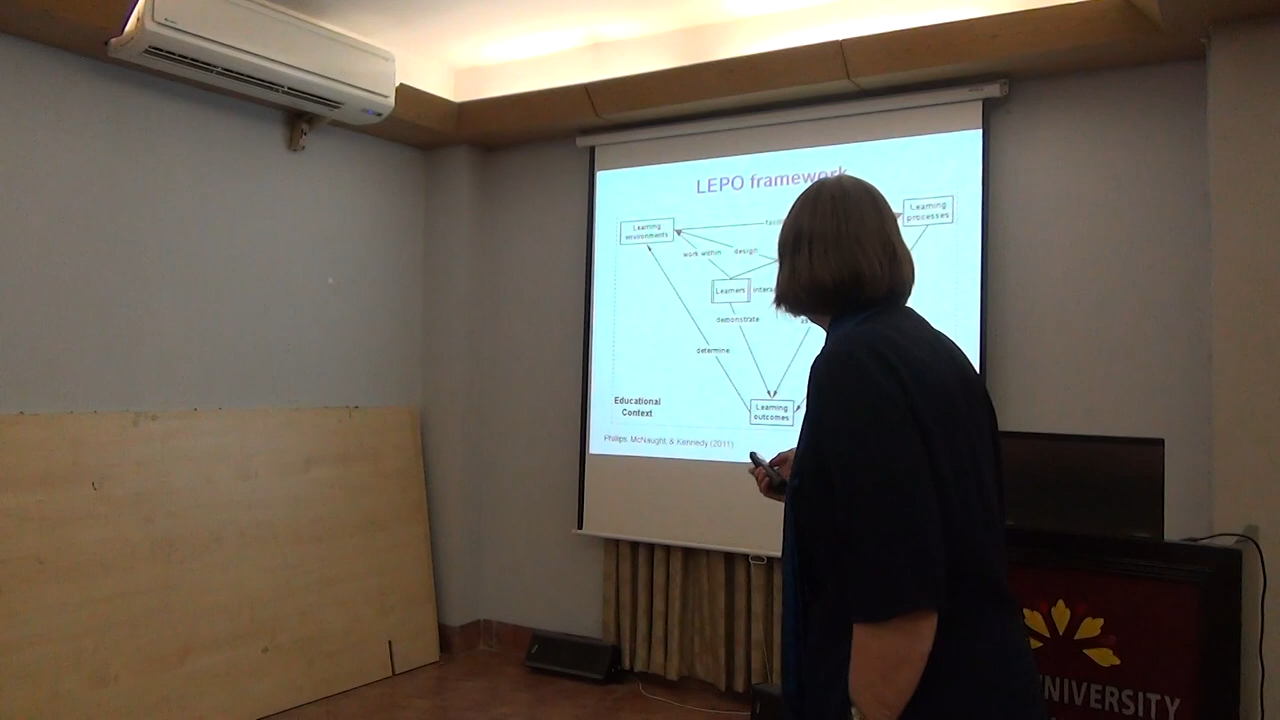 LEPO framework
Learning
processes
Learning
environments
work within
design
Learners
demonstrate
determine
Learning
outcomes
Educational
Context
Phillips, McNaught, & Kennedy (2011)
UNIVERSITY